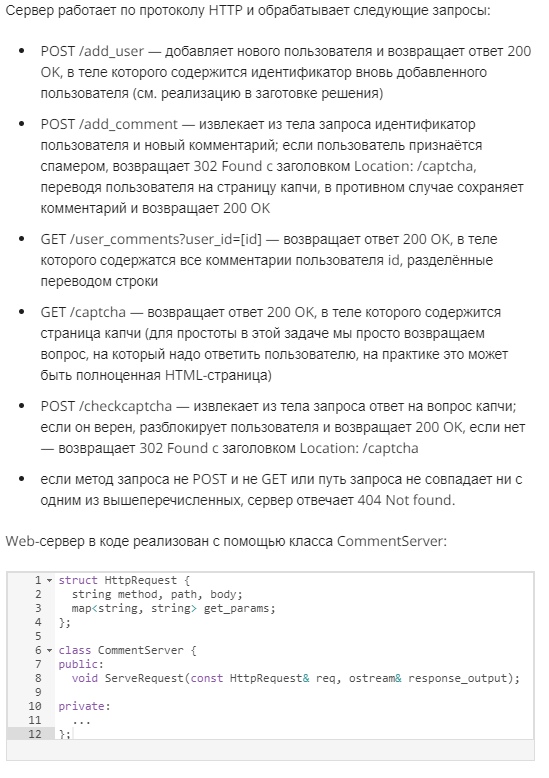 Сервер работает по протоколу HTTP и обрабатывает следующие запросы:
• POST /add_user — добавляет нового пользователя и возвращает ответ 200
OK, в теле которого содержится идентификатор вновь добавленного
пользователя (см. реализацию в заготовке решения)
• POST /add_comment — извлекает из тела запроса идентификатор
пользователя и новый комментарий; если пользователь признаётся
спамером, возвращает 302 Found с заголовком Location: /captcha,
переводя пользователя на страницу капчи, в противном случае сохраняет
комментарий и возвращает 200 OK
• GET /user_comments?user_id=[id] — возвращает ответ 200 OK, в теле
которого содержатся все комментарии пользователя id, разделённые
переводом строки
• GET /captcha — возвращает ответ 200 OK, в теле которого содержится
страница капчи (для простоты в этой задаче мы просто возвращаем
вопрос, на который надо ответить пользователю, на практике это может
быть полноценная HTML-страница)
• POST /checkcaptcha — извлекает из тела запроса ответ на вопрос капчи;
если он верен, разблокирует пользователя и возвращает 200 OK, если нет
— возвращает 302 Found с заголовком Location: /captcha
• если метод запроса не POST и не GET или путь запроса не совпадает ни с
одним из вышеперечисленных, сервер отвечает 404 Not found.
Web-сервер в коде реализован с помощью класса CommentServer:
1 struct HttpRequest {
2 string method, path, body;
3 map<string, string> get_params;
4 };
5
6 class CommentServer {
7 public:
8 void ServeRequest(const HttpRequest& req, ostream& response_output);
9
10 private:
11 ...
12 };